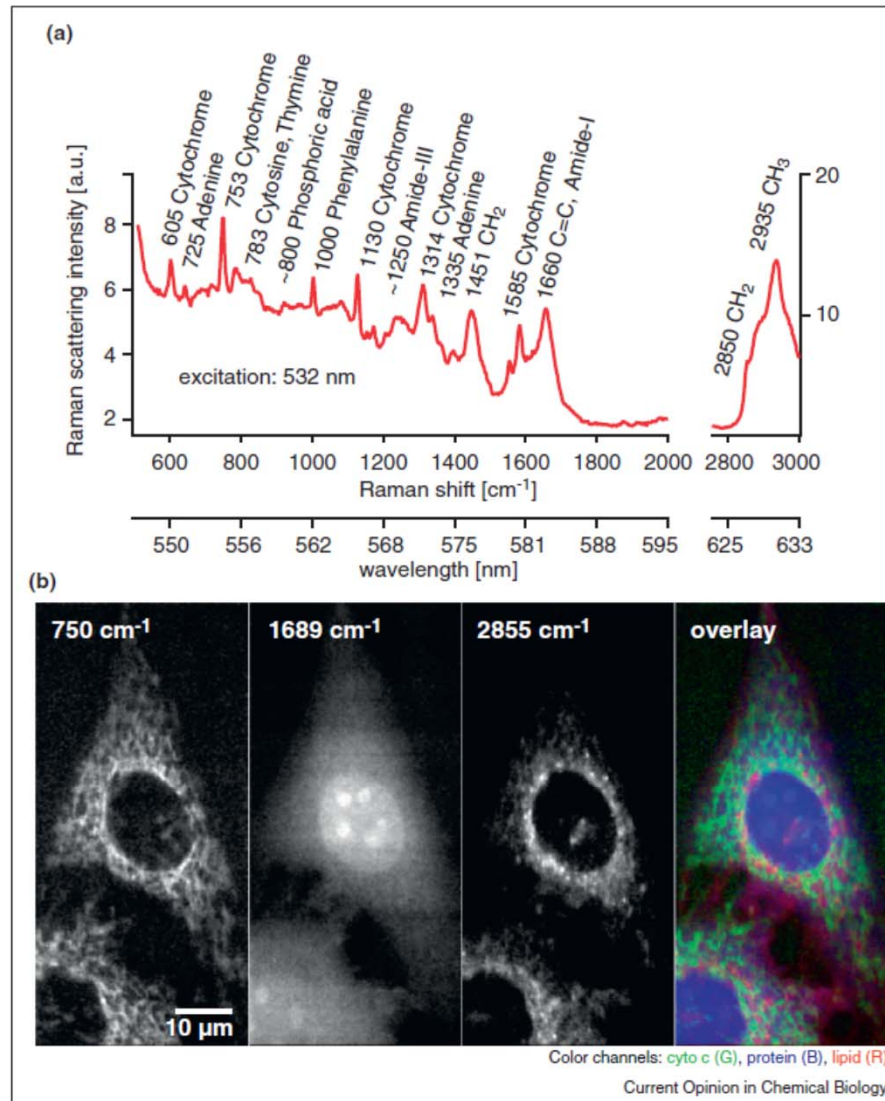 (a)
Raman scattering intensity [a.u.]
605 Cytochrome
725 Adenine
753 Cytochrome
783 Cytosine, Thymine
~800 Phosphoric acid
1000 Phenylalanine
1130 Cytochrome
~1250 Amide-III
1314 Cytochrome
1335 Adenine
1451 CH₂
1585 Cytochrome
1660 C=C, Amide-I
2850 CH₂
2935 CH₃
8
6
4
2
20
10
excitation: 532 nm
600 800 1000 1200 1400 1600 1800 2000 2800 3000
Raman shift [cm⁻¹]
550 556 562 568 575 581 588 595 625 633
wavelength [nm]
(b)
750 cm⁻¹ 1689 cm⁻¹ 2855 cm⁻¹ overlay
10 μm
Color channels: cyto c (G), protein (B), lipid (R)
Current Opinion in Chemical Biology